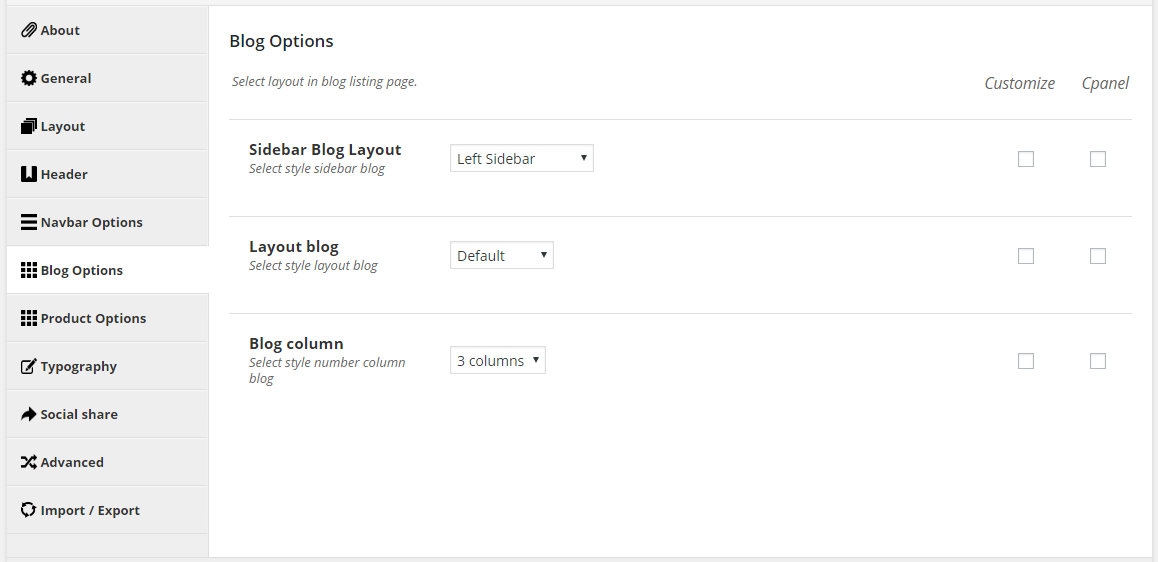 About
General
Layout
Header
Navbar Options
Blog Options
Product Options
Typography
Social share
Advanced
Import / Export
Blog Options
Select layout in blog listing page.
Customize
Cpanel
Sidebar Blog Layout
Select style sidebar blog
Left Sidebar
Layout blog
Select style layout blog
Default
Blog column
Select style number column
blog
3 columns